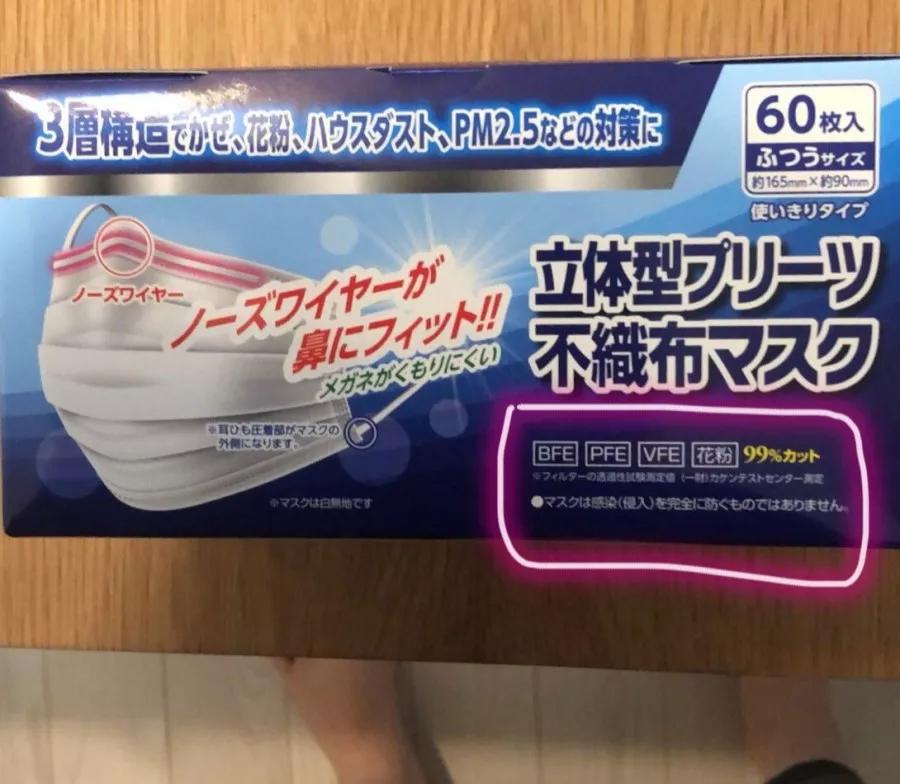 3層構造でかぜ、花粉、ハウスダスト、PM2.5などの対策に
60枚入
ふつうサイズ
約165mm×約90mm
使いきりタイプ
ノーズワイヤー
ノーズワイヤーが
鼻にフィット!!
メガネがくもりにくい
※耳ひも圧着部がマスクの
外側になります。
※マスクは白無地です
立体型プリーツ
不織布マスク
BFE PFE VFE 花粉 99%カット
※フィルターの透過性試験測定値 (一財)カケンテストセンター測定
●マスクは感染(侵入)を完全に防ぐものではありません。